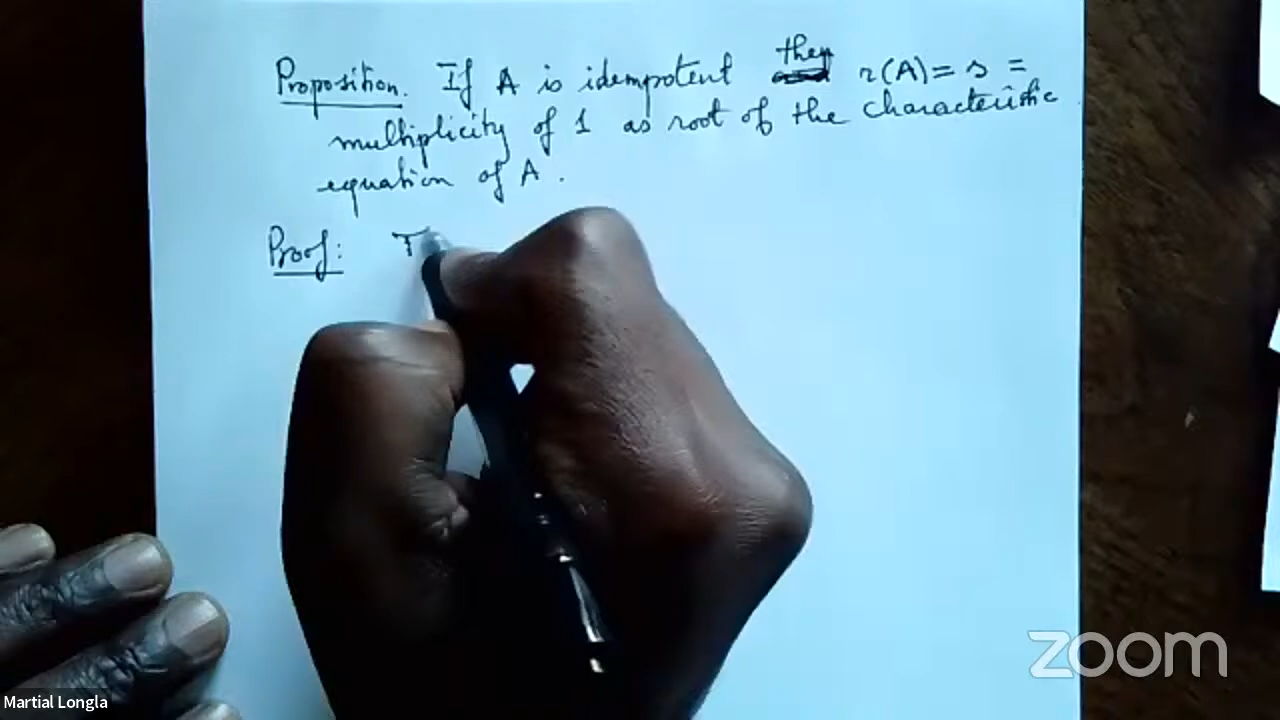 Proposition. If A is idempotent then r(A) = s =
multiplicity of 1 as root of the characteristic
equation of A.
Proof: T
zoom
Martial Longla